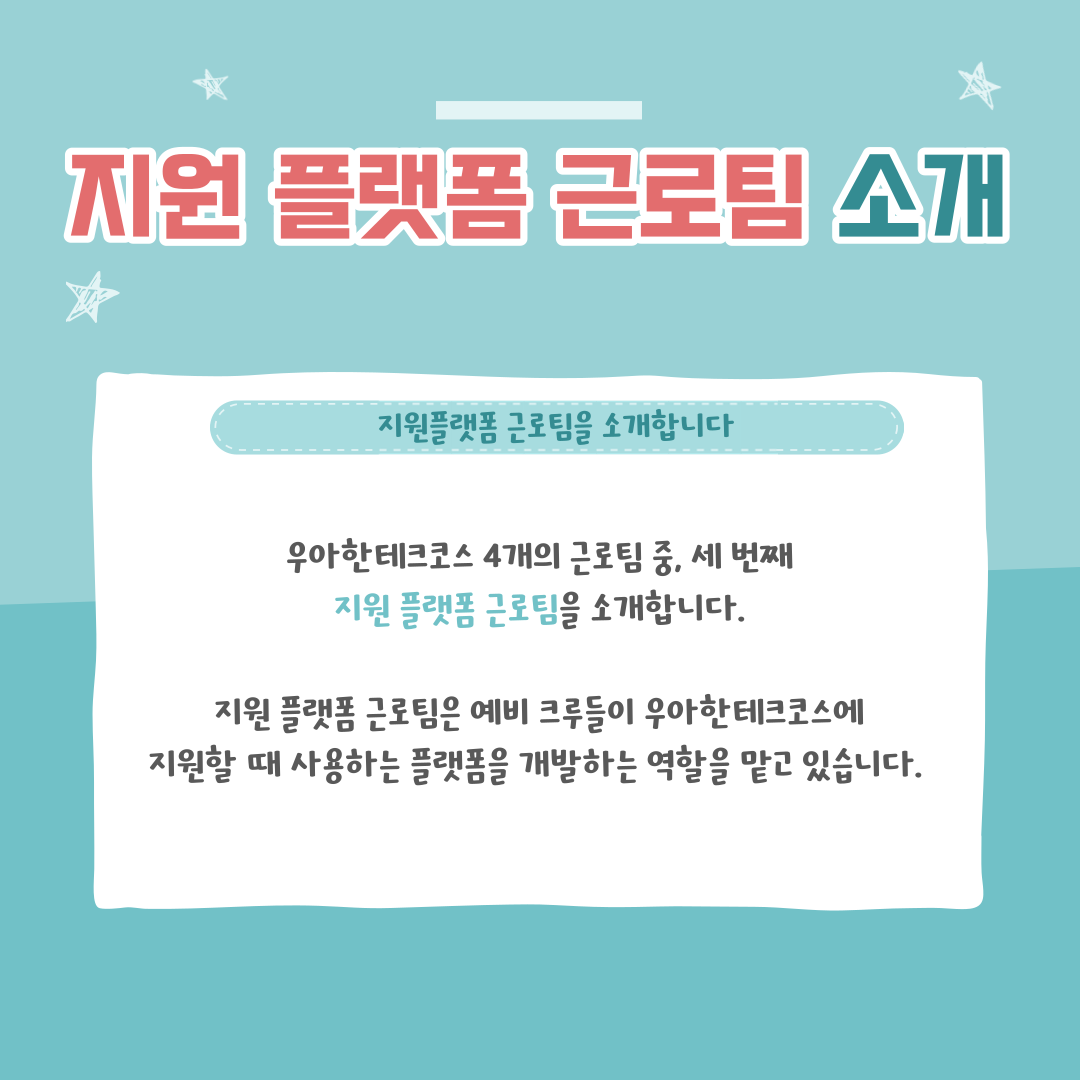 지원 플랫폼 근로팀 소개
지원플랫폼 근로팀을 소개합니다
우아한테크코스 4개의 근로팀 중, 세 번째
지원 플랫폼 근로팀을 소개합니다.
지원 플랫폼 근로팀은 예비 크루들이 우아한테크코스에
지원할 때 사용하는 플랫폼을 개발하는 역할을 맡고 있습니다.